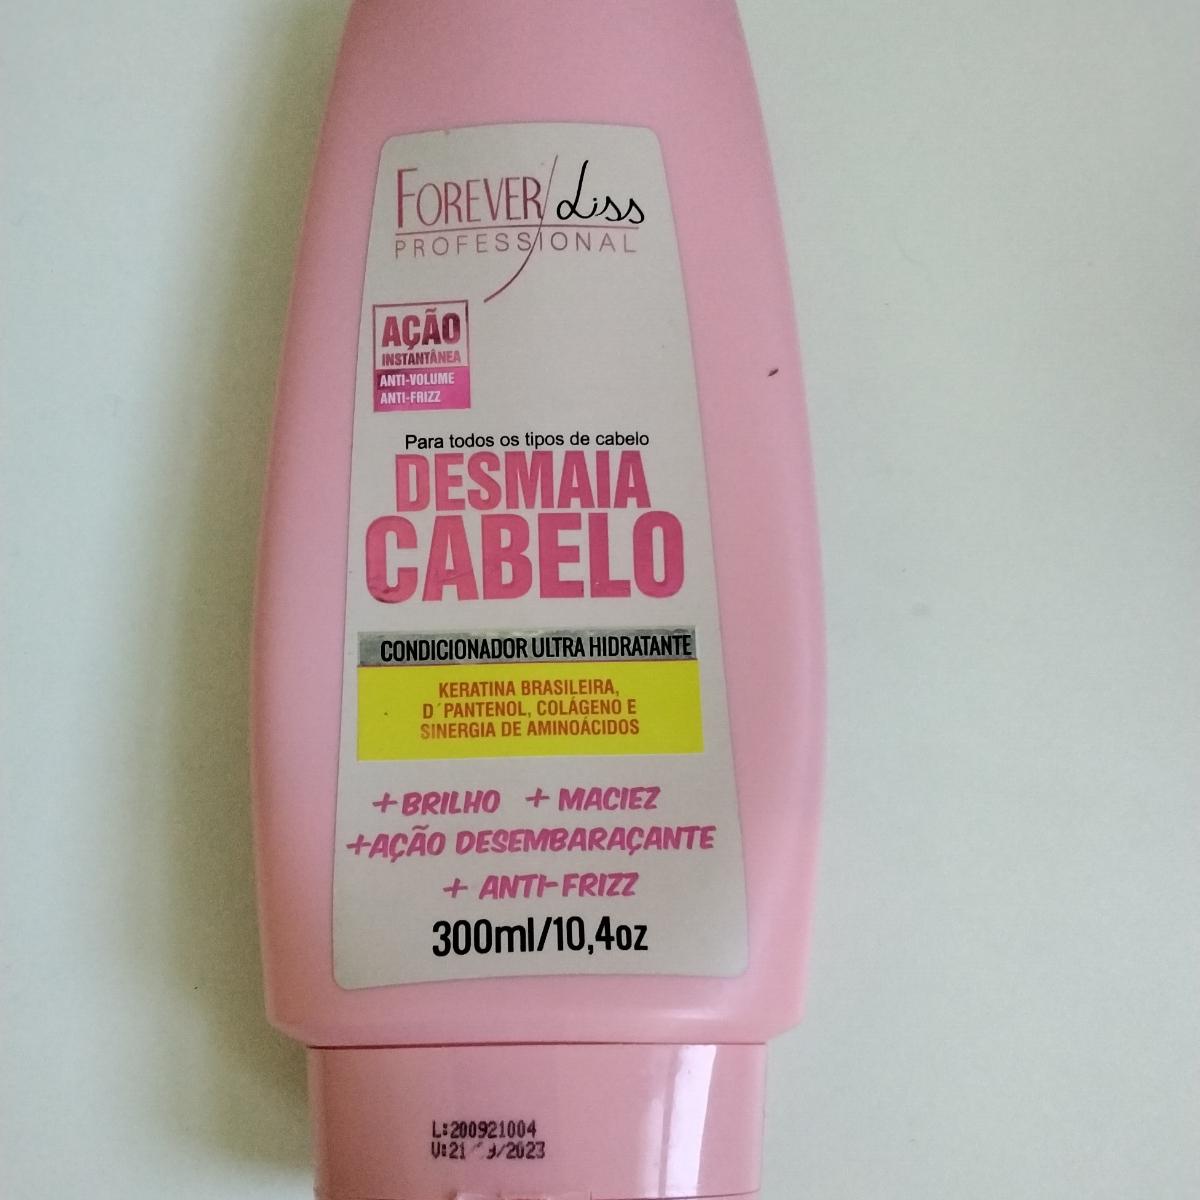 FOREVER Liss
PROFESSIONAL
AÇÃO
INSTANTÂNEA
ANTI-VOLUME
ANTI-FRIZZ
Para todos os tipos de cabelo
DESMAIA
CABELO
CONDICIONADOR ULTRA HIDRATANTE
KERATINA BRASILEIRA,
D´PANTENOL, COLÁGENO E
SINERGIA DE AMINOÁCIDOS
+BRILHO + MACIEZ
+AÇÃO DESEMBARAÇANTE
+ ANTI-FRIZZ
300ml/10,4oz
L:200921004